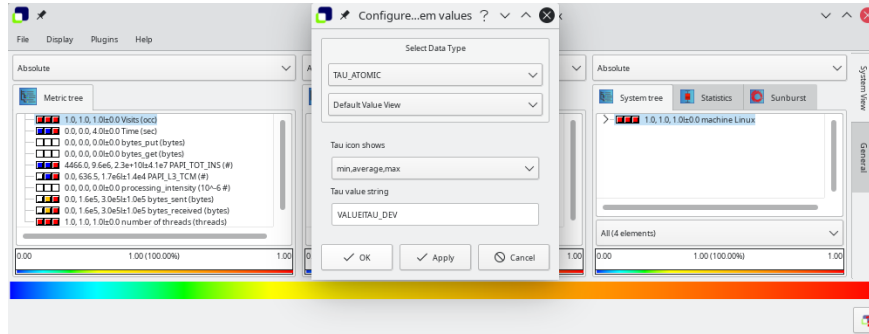 Configure...em values
File Display Plugins Help
Absolute
Metric tree
1.0, 1.0, 1.0±0.0 Visits (occ)
0.0, 0.0, 4.0±0.0 Time (sec)
0.0, 0.0, 0.0±0.0 bytes_put (bytes)
0.0, 0.0, 0.0±0.0 bytes_get (bytes)
4466.0, 9.6e6, 2.3e+10±4.1e7 PAPI_TOT_INS (#)
0.0, 636.5, 1.7e6±1.4e4 PAPI_L3_TCM (#)
0.0, 0.0, 0.0±0.0 processing_intensity (10^-6 #)
0.0, 1.6e5, 3.0e5±1.0e5 bytes_sent (bytes)
0.0, 1.6e5, 3.0e5±1.0e5 bytes_received (bytes)
1.0, 1.0, 1.0±0.0 number of threads (threads)
0.00 1.00 (100.00%) 1.00
Select Data Type
TAU_ATOMIC
Default Value View
Tau icon shows
min,average,max
Tau value string
OK
Apply
Cancel
1.00
Absolute
System tree
Statistics
Sunburst
1.0, 1.0, 1.0±0.0 machine Linux
All (4 elements)
0.00 1.00 (100.00%) 1.00
System View
General